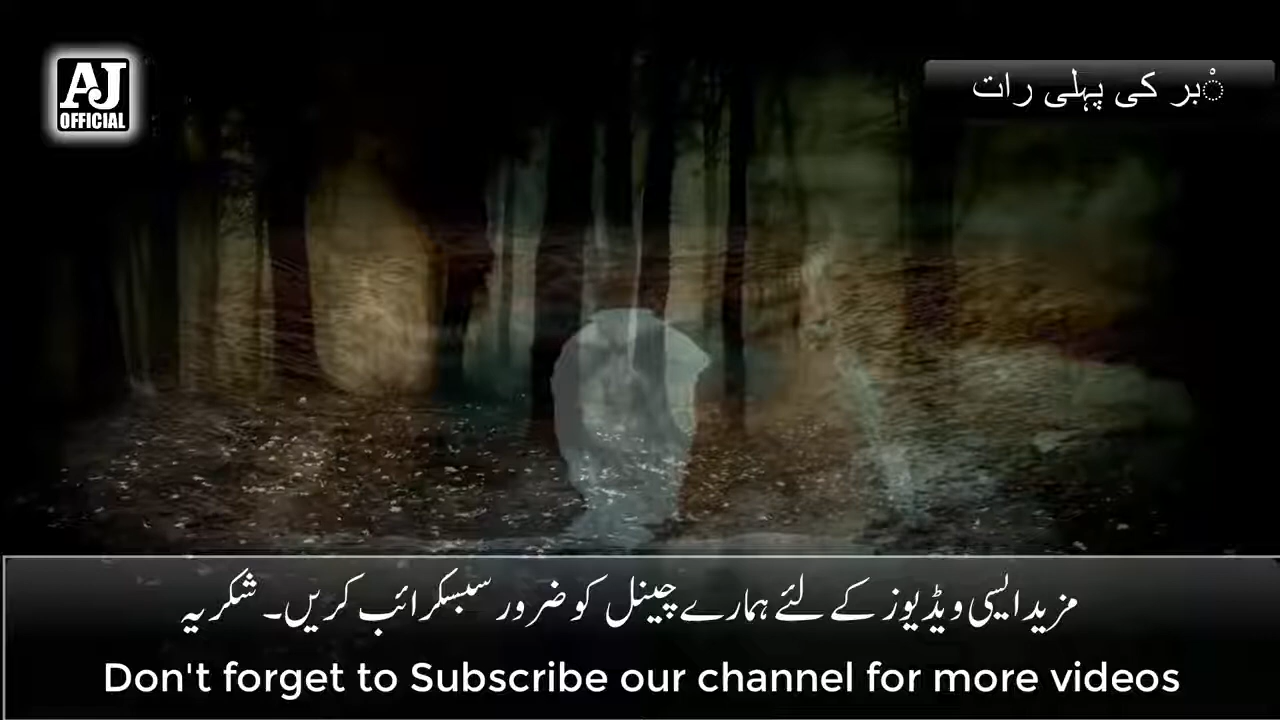 AJ
OFFICIAL
ْبر کی پہلی رات
مزید ایسی ویڈیوز کے لئے ہمارے چینل کو ضرور سبسکرائب کریں۔ شکریہ
Don't forget to Subscribe our channel for more videos